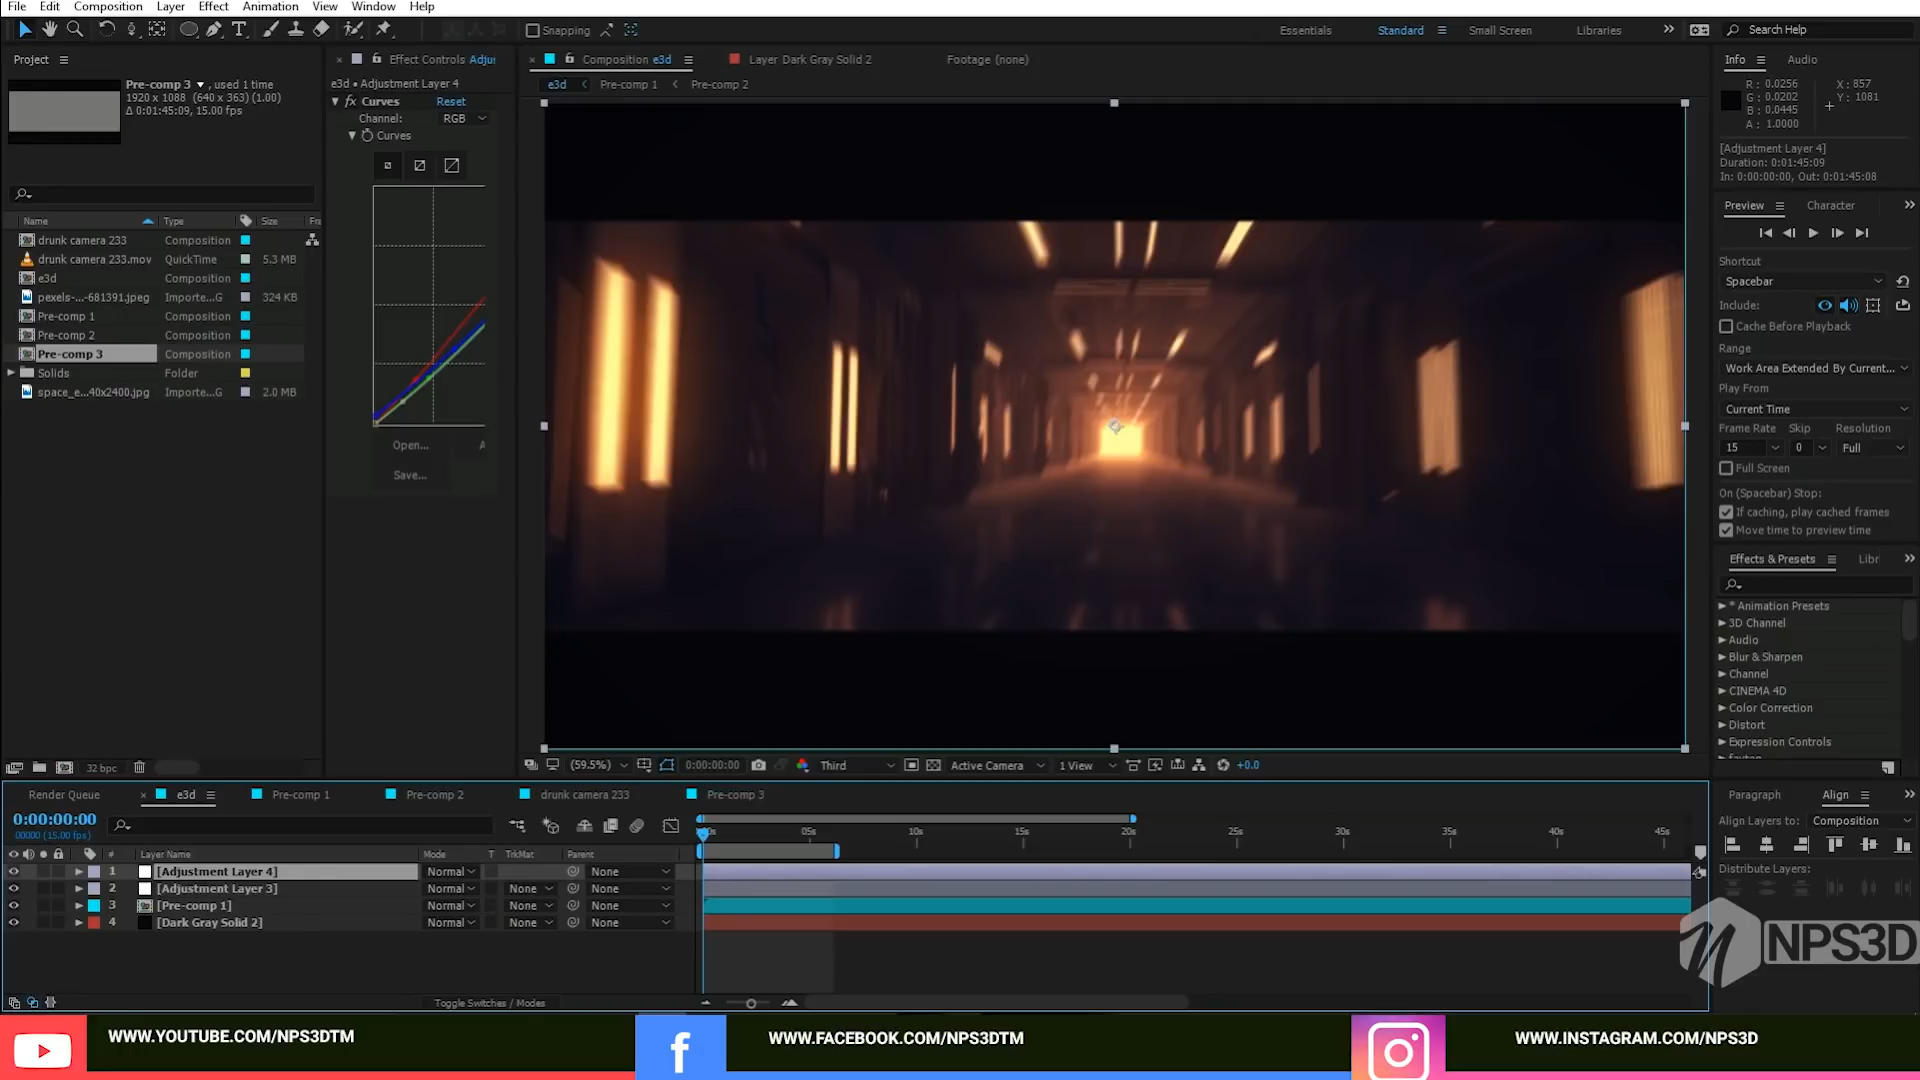 File Edit Composition Layer Effect Animation View Window Help
Snapping
Essentials Standard Small Screen Libraries Search Help
Project
Effect Controls Adju
Composition e3d
Layer Dark Gray Solid 2
Footage (none)
Info Audio
Pre-comp 3 , used 1 time
1920 x 1088 (640 x 363) (1.00)
Δ 0:01:45:09, 15.00 fps
e3d • Adjustment Layer 4
fx Curves Reset
Channel: RGB
Curves
Open...
Save...
e3d Pre-comp 1 Pre-comp 2
R : 0.0256
G : 0.0202
B : 0.0445
A : 1.0000
X : 857
Y : 1081
[Adjustment Layer 4]
Duration: 0:01:45:09
In: 0:00:00:00, Out: 0:01:45:08
Preview Character
Shortcut
Spacebar
Include:
Cache Before Playback
Range
Work Area Extended By Current...
Play From
Current Time
Frame Rate Skip Resolution
15 0 Full
Full Screen
On (Spacebar) Stop:
If caching, play cached frames
Move time to preview time
Effects & Presets Libr
* Animation Presets
3D Channel
Audio
Blur & Sharpen
Channel
CINEMA 4D
Color Correction
Distort
Expression Controls
Name Type Size Fr
drunk camera 233 Composition
drunk camera 233.mov QuickTime 5.3 MB
e3d Composition
pexels-...-681391.jpeg Importe...G 324 KB
Pre-comp 1 Composition
Pre-comp 2 Composition
Pre-comp 3 Composition
Solids Folder
space_e...40x2400.jpg Importe...G 2.0 MB
32 bpc
(59.5%) 0:00:00:00 Third Active Camera 1 View +0.0
Render Queue e3d Pre-comp 1 Pre-comp 2 drunk camera 233 Pre-comp 3
0:00:00:00
00000 (15.00 fps)
05s 10s 15s 20s 25s 30s 35s 40s 45s
# Layer Name Mode T TrkMat Parent
1 [Adjustment Layer 4] Normal None
2 [Adjustment Layer 3] Normal None None
3 [Pre-comp 1] Normal None None
4 [Dark Gray Solid 2] Normal None None
Toggle Switches / Modes
Paragraph Align
Align Layers to: Composition
Distribute Layers:
NPS3D
WWW.YOUTUBE.COM/NPS3DTM
WWW.FACEBOOK.COM/NPS3DTM
WWW.INSTAGRAM.COM/NPS3D